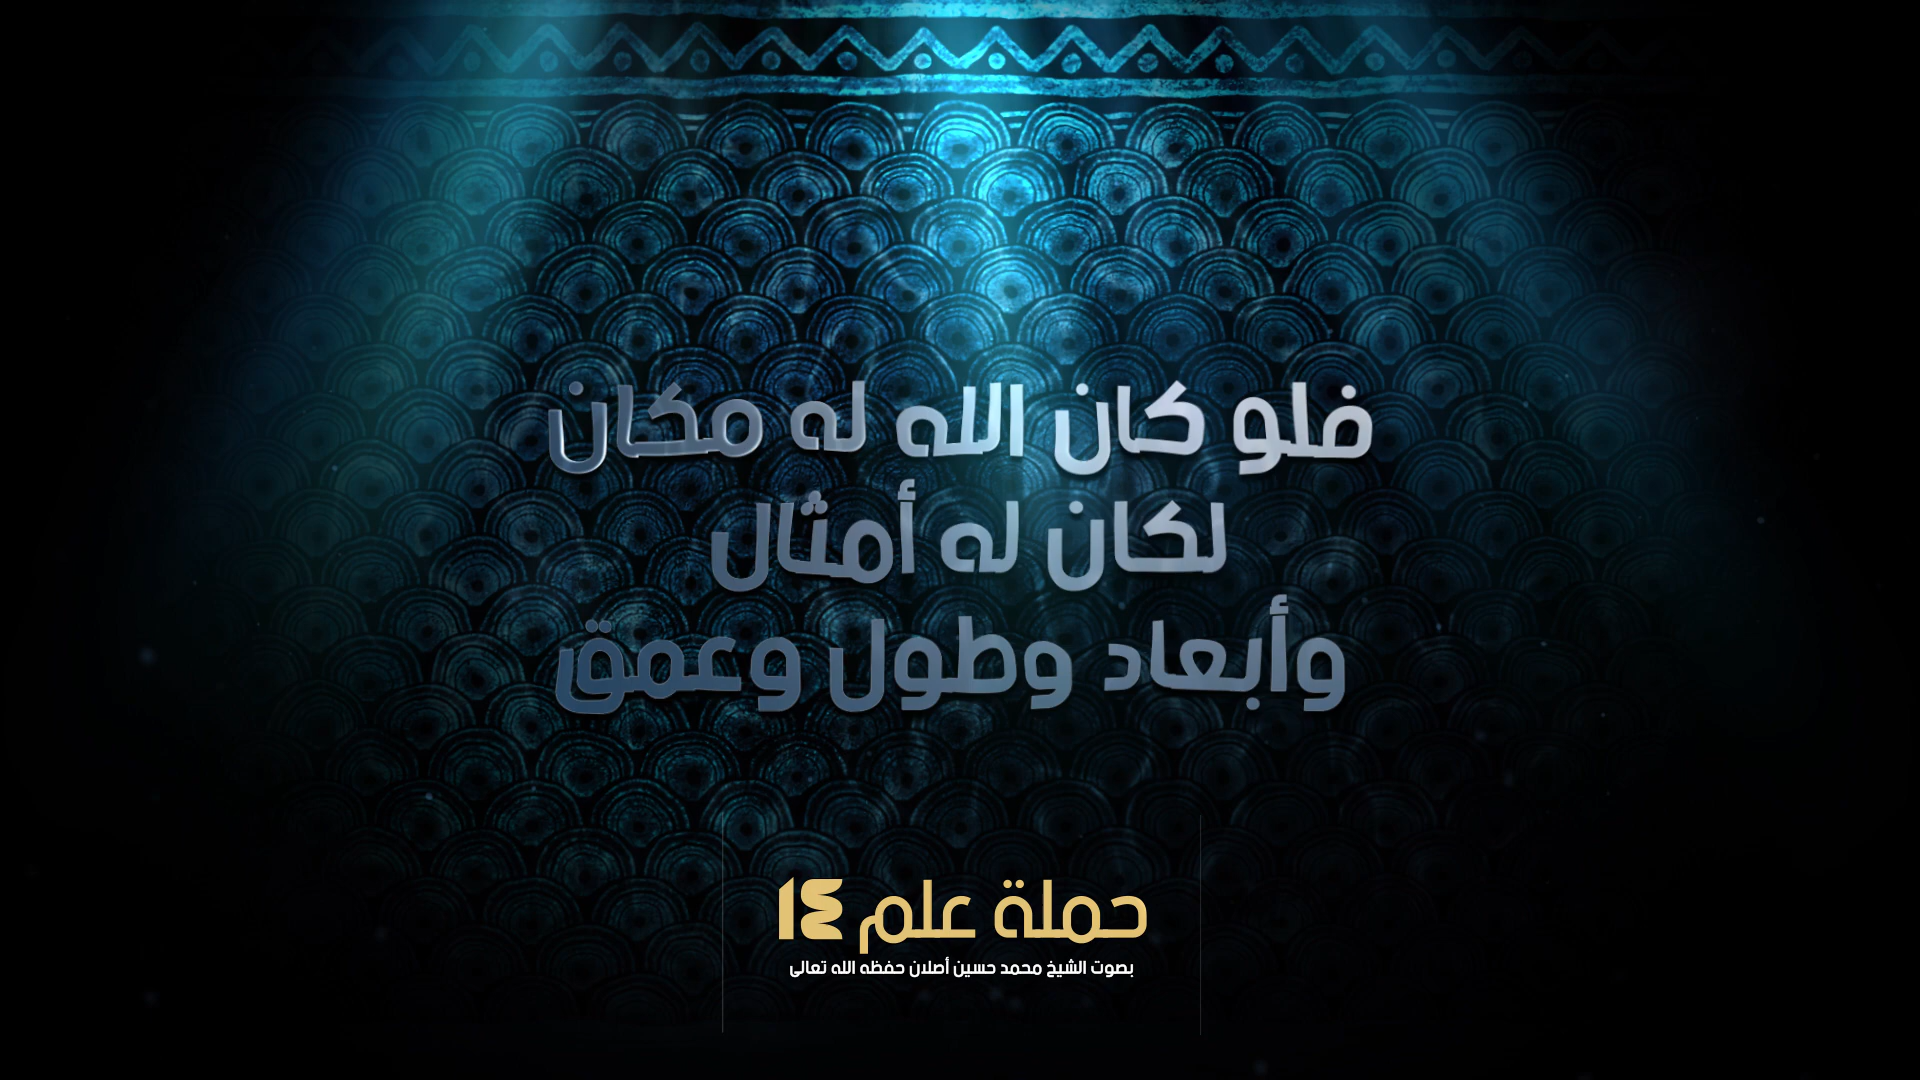 فلو كان الله له مكان
لكان له أمثال
وأبعاد وطول وعمق
حملة علم ١٤
بصوت الشيخ محمد حسين أصلان حفظه الله تعالى